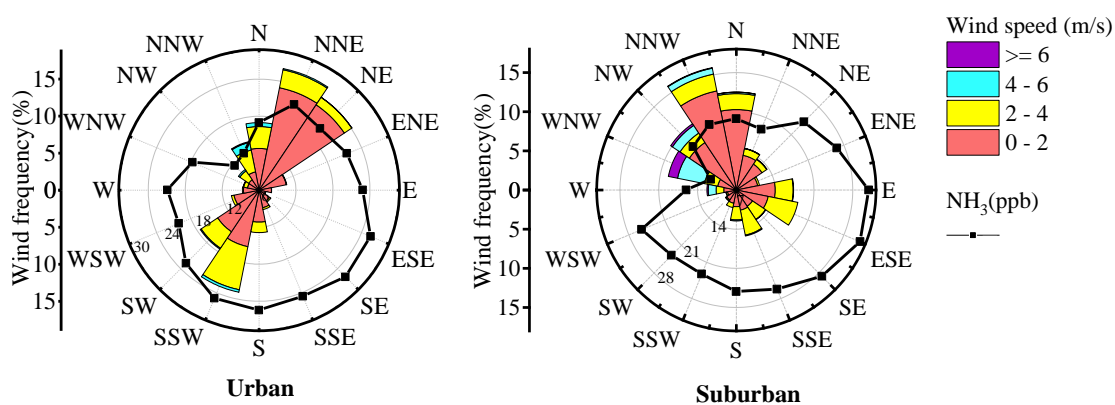 N
NNE
NE
ENE
E
ESE
SE
SSE
S
SSW
SW
WSW
W
WNW
NW
NNW
15
10
5
0
5
10
15
Wind frequency(%)
12
18
24
30
Urban
N
NNE
NE
ENE
E
ESE
SE
SSE
S
SSW
SW
WSW
W
WNW
NW
NNW
15
10
5
0
5
10
15
Wind frequency(%)
14
21
28
Suburban
Wind speed (m/s)
>= 6
4 - 6
2 - 4
0 - 2
NH₃(ppb)